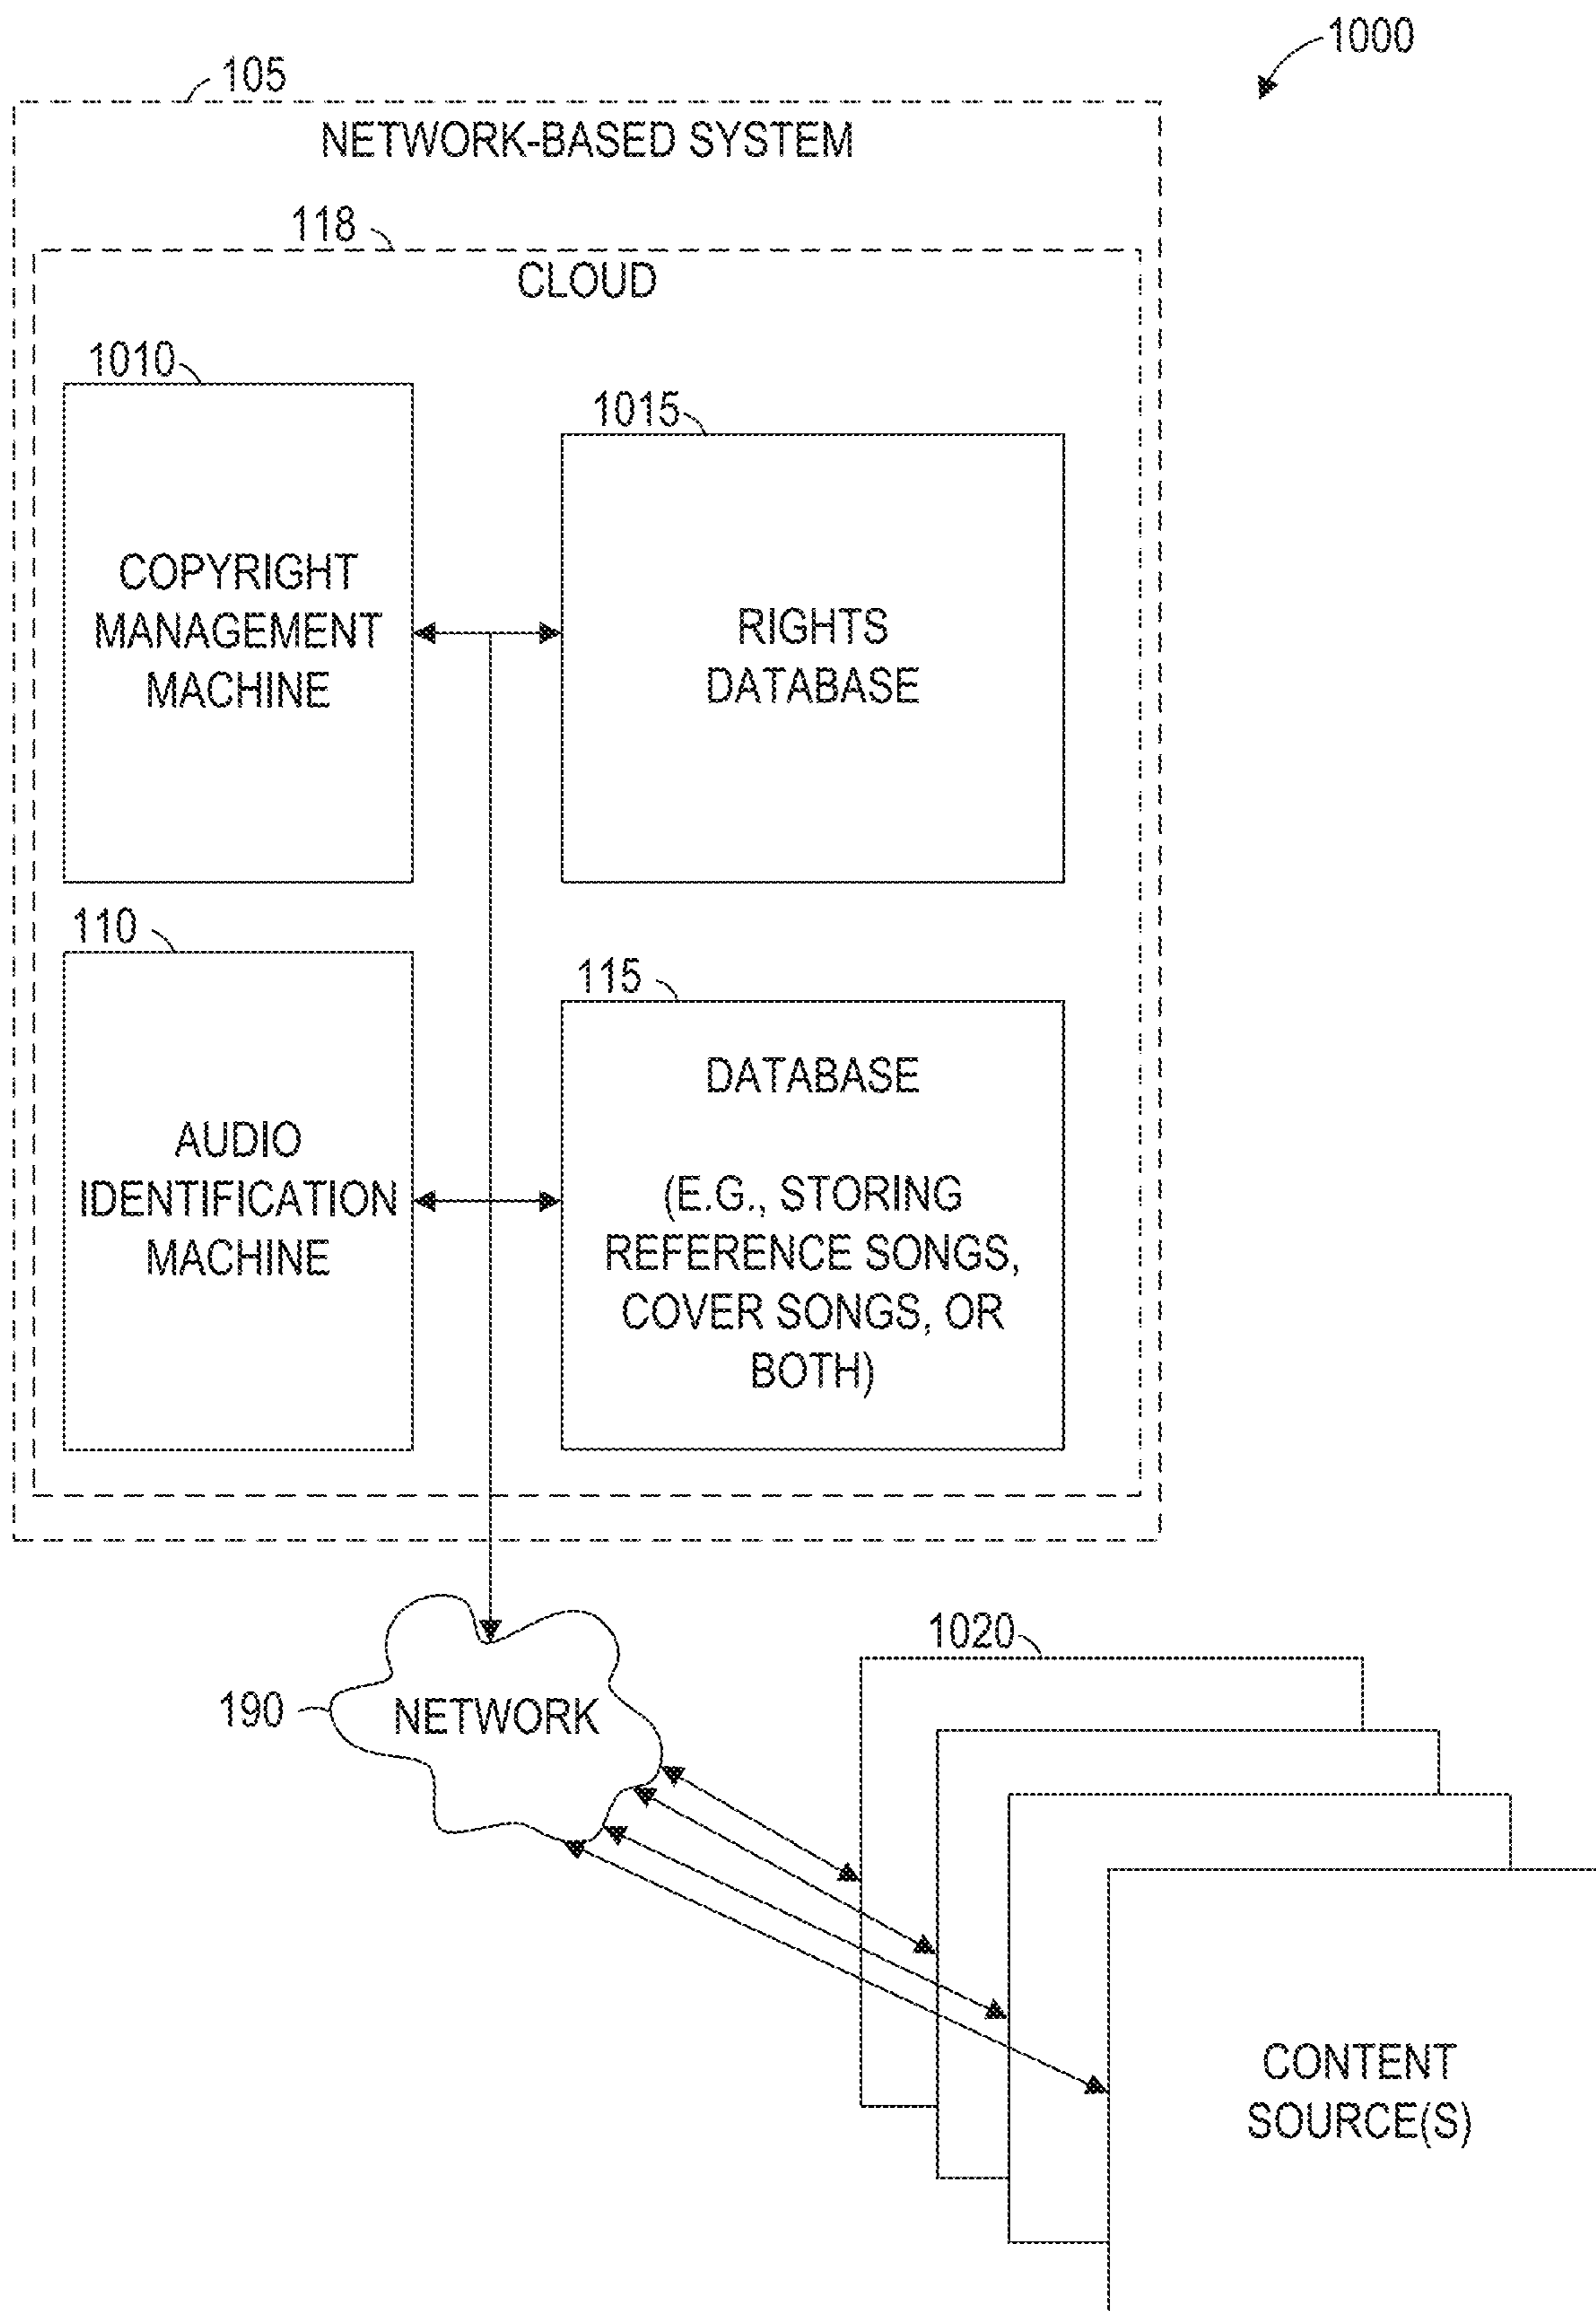 1000
105
NETWORK-BASED SYSTEM
118
CLOUD
1010
COPYRIGHT
MANAGEMENT
MACHINE
1015
RIGHTS
DATABASE
110
AUDIO
IDENTIFICATION
MACHINE
115
DATABASE
(E.G., STORING
REFERENCE SONGS,
COVER SONGS, OR
BOTH)
190
NETWORK
1020
CONTENT
SOURCE(S)